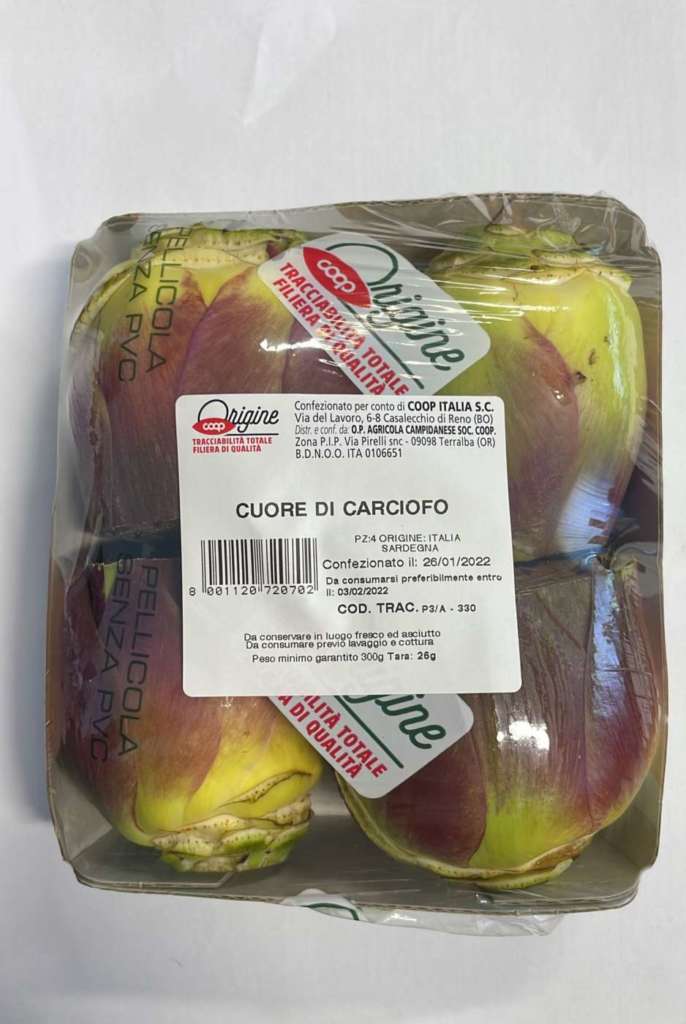 PELLICOLA
SENZA PVC
coop Origine
TRACCIABILITÀ TOTALE
FILIERA DI QUALITÀ
Origine
coop
TRACCIABILITÀ TOTALE
FILIERA DI QUALITÀ
Confezionato per conto di COOP ITALIA S.C.
Via del Lavoro, 6-8 Casalecchio di Reno (BO)
Distr. e conf. da: O.P. AGRICOLA CAMPIDANESE SOC. COOP.
Zona P.I.P. Via Pirelli snc - 09098 Terralba (OR)
B.D.N.O.O. ITA 0106651
CUORE DI CARCIOFO
PZ:4 ORIGINE: ITALIA
SARDEGNA
Confezionato il: 26/01/2022
Da consumarsi preferibilmente entro
il: 03/02/2022
COD. TRAC. P3/A - 330
8 001120 720702
Da conservare in luogo fresco ed asciutto
Da consumare previo lavaggio e cottura
Peso minimo garantito 300g Tara: 26g
PELLICOLA
SENZA PVC
gine
ILITÀ TOTALE
A DI QUALITÀ